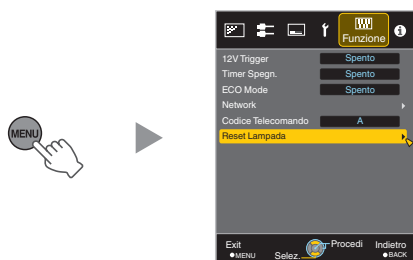 MENU
Funzione
12V Trigger Spento
Timer Spegn. Spento
ECO Mode Spento
Network
Codice Telecomando A
Reset Lampada
Exit Procedi Indietro
MENU Selez. BACK